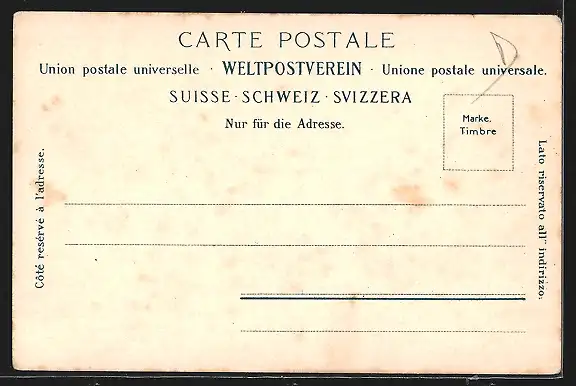 CARTE POSTALE
Union postale universelle · WELTPOSTVEREIN · Unione postale universale.
SUISSE · SCHWEIZ · SVIZZERA
Nur für die Adresse.
Marke.
Timbre
Côté resérvé à l'adresse.
Lato riservato all' indirizzo.
D